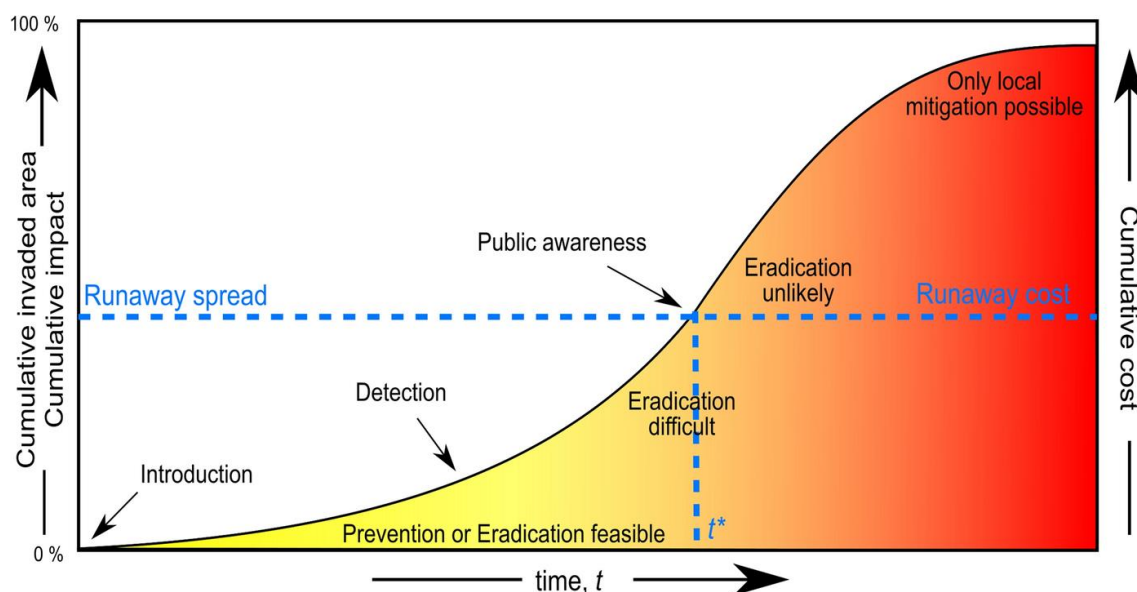 100 %
Only local
mitigation possible
Public awareness
Eradication
unlikely
Runaway spread
Runaway cost
Cumulative invaded area
Cumulative impact
Cumulative cost
Detection
Eradication
difficult
Introduction
Prevention or Eradication feasible
t*
0 %
time, t